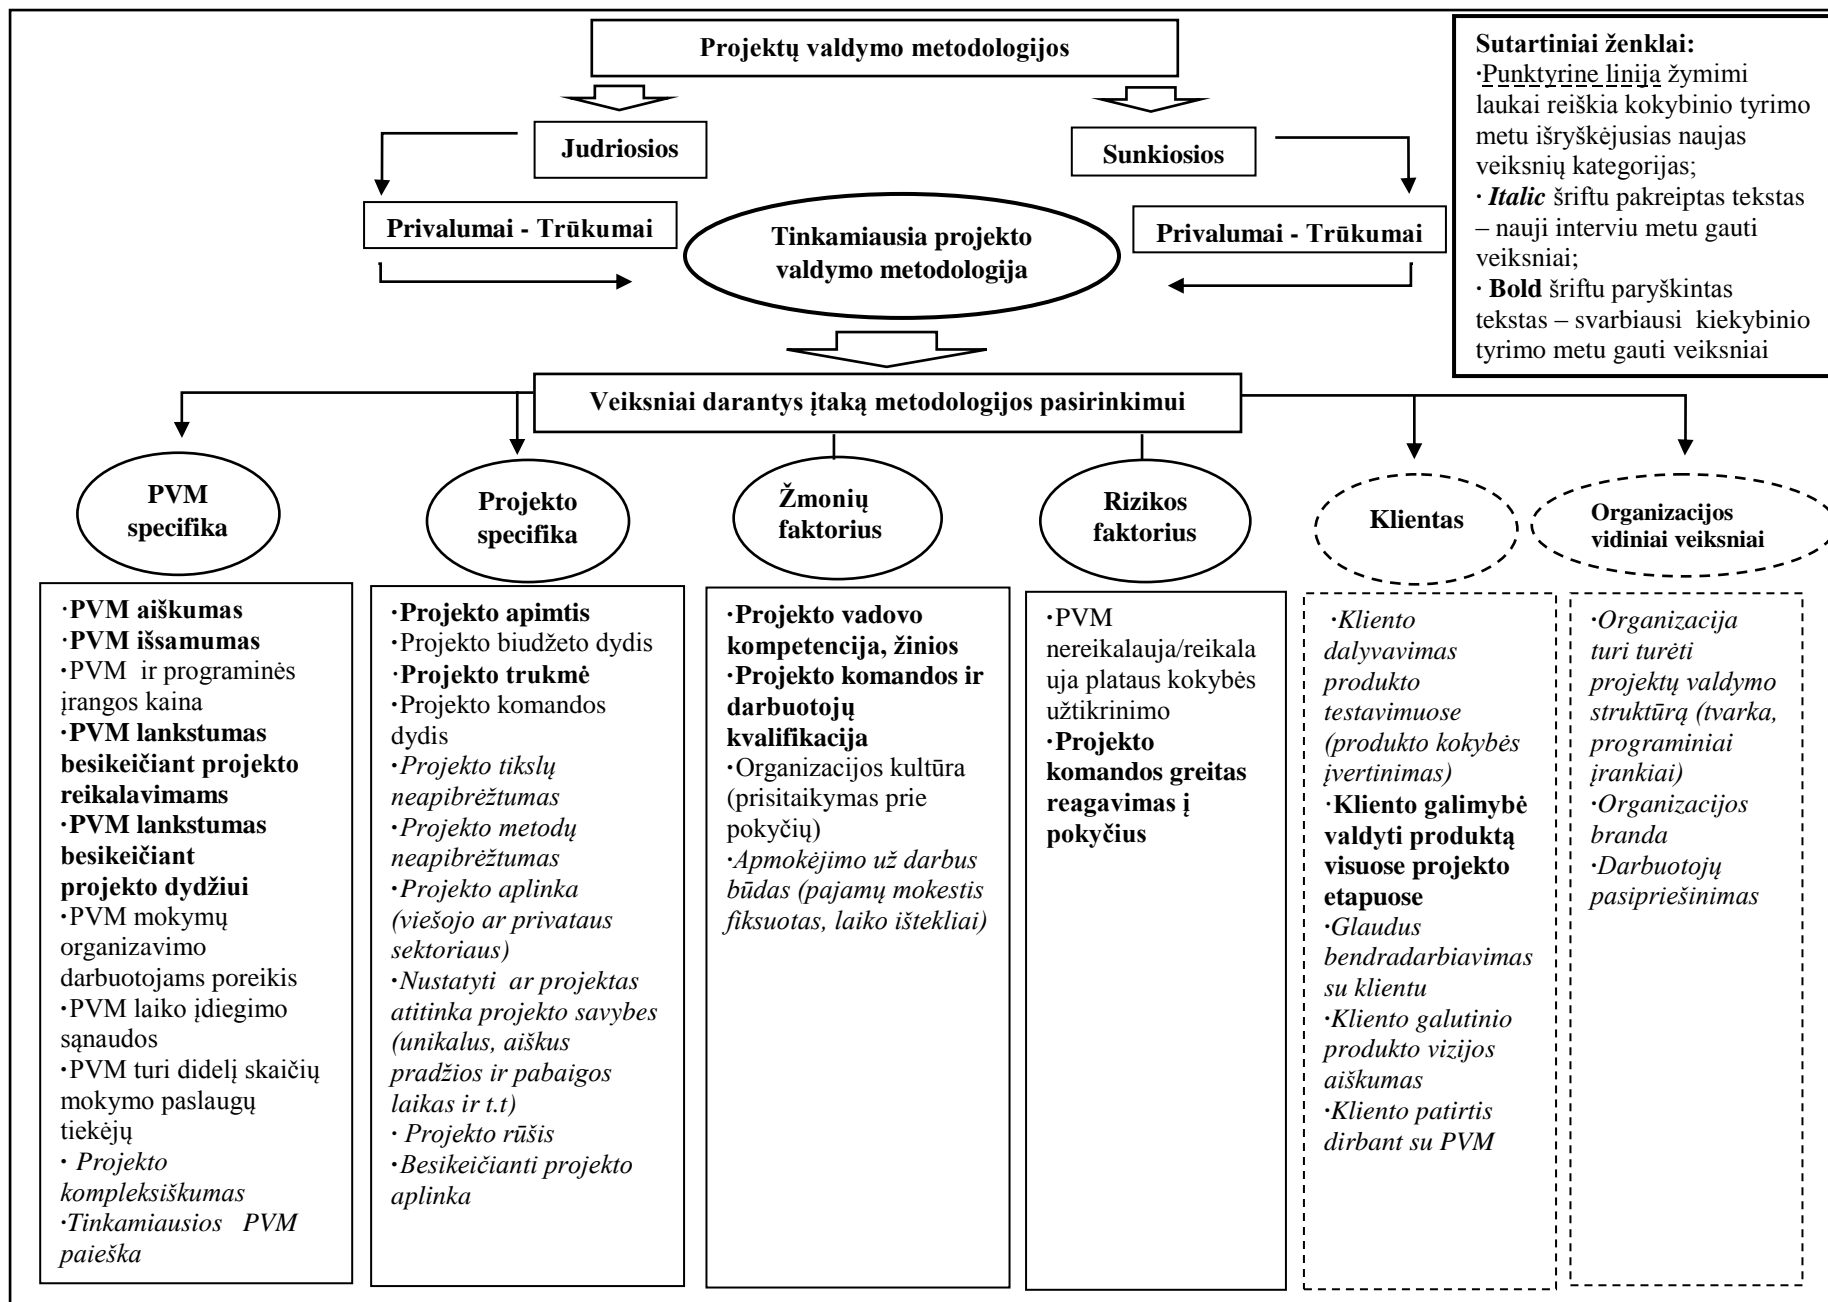 Projektų valdymo metodologijos
Judriosios
Sunkiosios
Privalumai - Trūkumai
Tinkamiausia projekto
valdymo metodologija
Privalumai - Trūkumai
Sutartiniai ženklai:
·Punktyrine linija žymimi
laukai reiškia kokybinio tyrimo
metu išryškėjusias naujas
veiksnių kategorijas;
· Italic šriftu pakreiptas tekstas
– nauji interviu metu gauti
veiksniai;
· Bold šriftu paryškintas
tekstas – svarbiausi kiekybinio
tyrimo metu gauti veiksniai
Veiksniai darantys įtaką metodologijos pasirinkimui
PVM
specifika
Projekto
specifika
Žmonių
faktorius
Rizikos
faktorius
Klientas
Organizacijos
vidiniai veiksniai
·PVM aiškumas
·PVM išsamumas
·PVM ir programinės
įrangos kaina
·PVM lankstumas
besikeičiant projekto
reikalavimams
·PVM lankstumas
besikeičiant
projekto dydžiui
·PVM mokymų
organizavimo
darbuotojams poreikis
·PVM laiko įdiegimo
sąnaudos
·PVM turi didelį skaičių
mokymo paslaugų
tiekėjų
· Projekto
kompleksiškumas
·Tinkamiausios PVM
paieška
·Projekto apimtis
·Projekto biudžeto dydis
·Projekto trukmė
·Projekto komandos
dydis
·Projekto tikslų
neapibrėžtumas
·Projekto metodų
neapibrėžtumas
·Projekto aplinka
(viešojo ar privataus
sektoriaus)
·Nustatyti ar projektas
atitinka projekto savybes
(unikalus, aiškus
pradžios ir pabaigos
laikas ir t.t)
· Projekto rūšis
·Besikeičianti projekto
aplinka
·Projekto vadovo
kompetencija, žinios
·Projekto komandos ir
darbuotojų
kvalifikacija
·Organizacijos kultūra
(prisitaikymas prie
pokyčių)
·Apmokėjimo už darbus
būdas (pajamų mokestis
fiksuotas, laiko ištekliai)
·PVM
nereikalauja/reikala
uja plataus kokybės
užtikrinimo
·Projekto
komandos greitas
reagavimas į
pokyčius
·Kliento
dalyvavimas
produkto
testavimuose
(produkto kokybės
įvertinimas)
·Kliento galimybė
valdyti produktą
visuose projekto
etapuose
·Glaudus
bendradarbiavimas
su klientu
·Kliento galutinio
produkto vizijos
aiškumas
·Kliento patirtis
dirbant su PVM
·Organizacija
turi turėti
projektų valdymo
struktūrą (tvarka,
programiniai
įrankiai)
·Organizacijos
branda
·Darbuotojų
pasipriešinimas